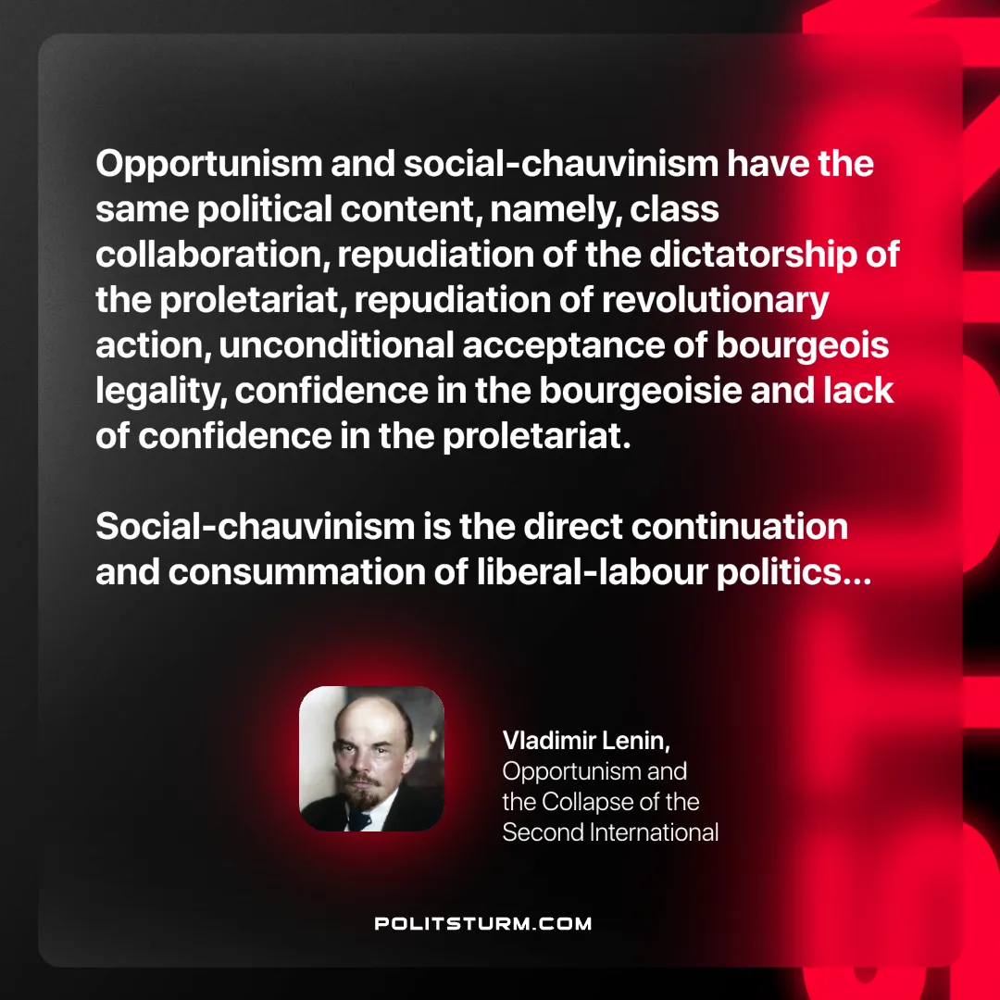 Opportunism and social-chauvinism have the
same political content, namely, class
collaboration, repudiation of the dictatorship of
the proletariat, repudiation of revolutionary
action, unconditional acceptance of bourgeois
legality, confidence in the bourgeoisie and lack
of confidence in the proletariat.
Social-chauvinism is the direct continuation
and consummation of liberal-labour politics...
Vladimir Lenin,
Opportunism and
the Collapse of the
Second International
POLITSTURM.COM